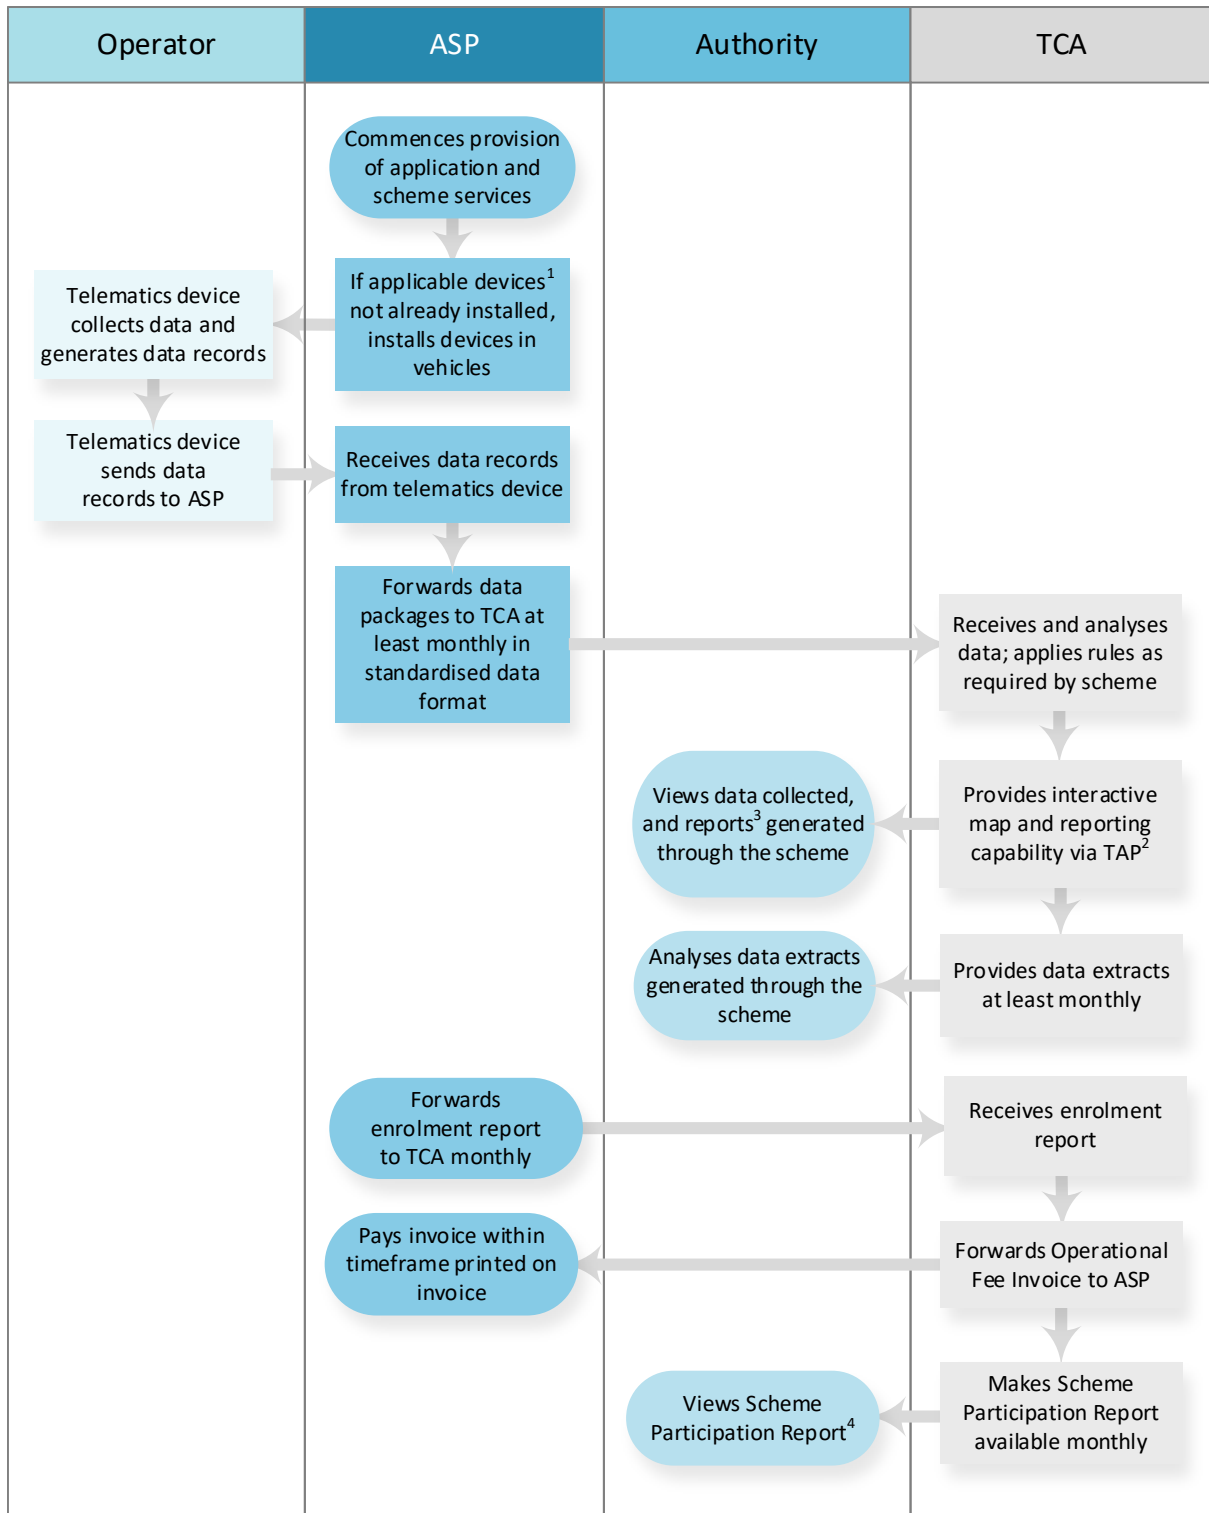 Operator
ASP
Authority
TCA
Commences provision
of application and
scheme services
If applicable devices1
not already installed,
installs devices in
vehicles
Telematics device
collects data and
generates data records
Telematics device
sends data
records to ASP
Receives data records
from telematics device
Forwards data
packages to TCA at
least monthly in
standardised data
format
Receives and analyses
data; applies rules as
required by scheme
Provides interactive
map and reporting
capability via TAP2
Views data collected,
and reports3 generated
through the scheme
Provides data extracts
at least monthly
Analyses data extracts
generated through the
scheme
Forwards
enrolment report
to TCA monthly
Receives enrolment
report
Forwards Operational
Fee Invoice to ASP
Pays invoice within
timeframe printed on
invoice
Makes Scheme
Participation Report
available monthly
Views Scheme
Participation Report4